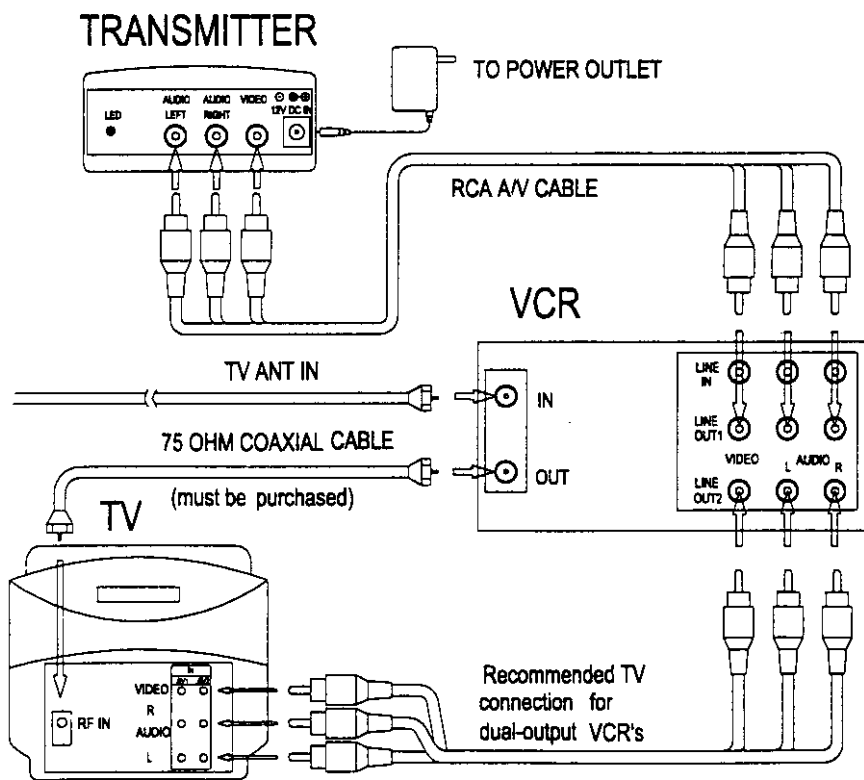 TRANSMITTER
TO POWER OUTLET
LED
AUDIO
LEFT
AUDIO
RIGHT
VIDEO
12V DC IN
RCA A/V CABLE
VCR
TV ANT IN
IN
75 OHM COAXIAL CABLE
(must be purchased)
OUT
LINE
IN
LINE
OUT1
VIDEO
L AUDIO R
LINE
OUT2
TV
VIDEO
R
AUDIO
L
RF IN
Recommended TV
connection for
dual-output VCR's